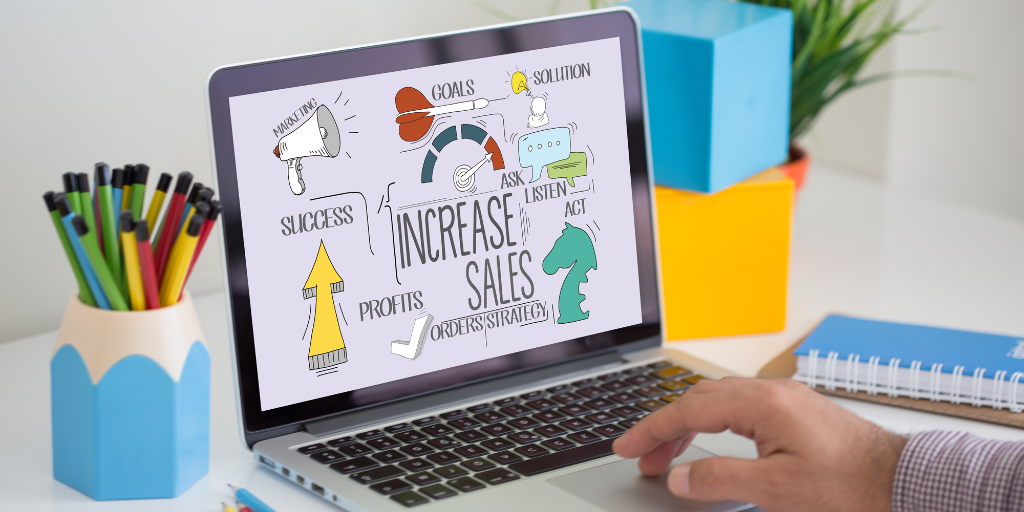 MARKETING
GOALS
SOLUTION
ASK
LISTEN
ACT
SUCCESS
INCREASE
SALES
PROFITS
ORDERS STRATEGY